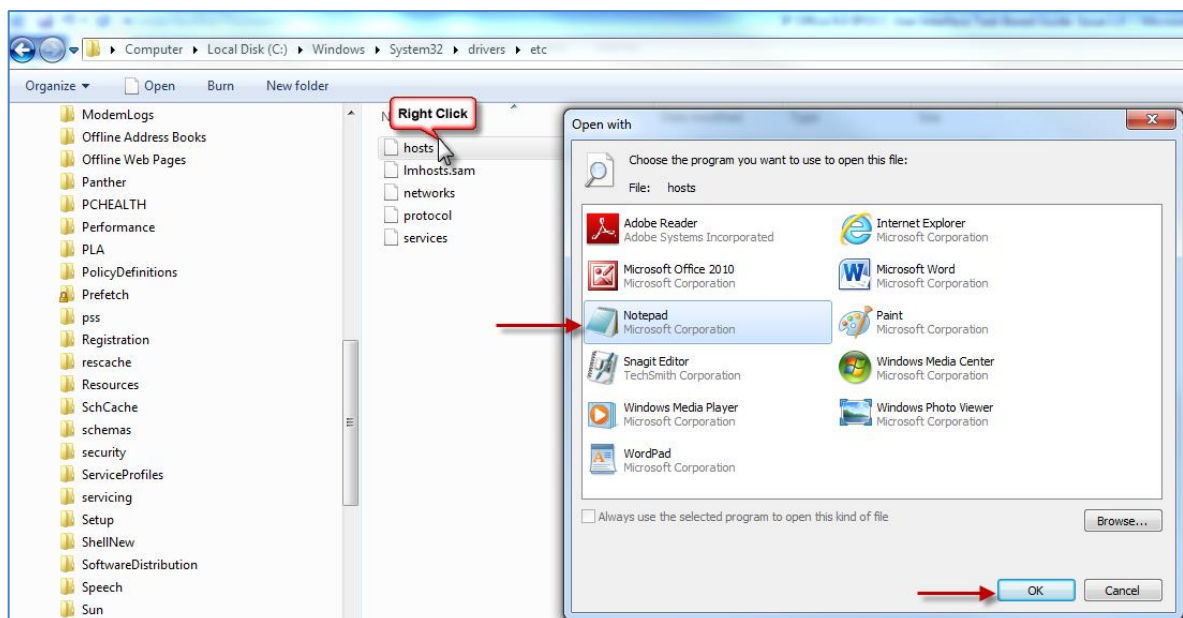 Computer ▸ Local Disk (C:) ▸ Windows ▸ System32 ▸ drivers ▸ etc
Organize Open Burn New folder
ModemLogs
Offline Address Books
Offline Web Pages
Panther
PCHEALTH
Performance
PLA
PolicyDefinitions
Prefetch
pss
Registration
rescache
Resources
SchCache
schemas
security
ServiceProfiles
servicing
Setup
ShellNew
SoftwareDistribution
Speech
Sun
Right Click
hosts
lmhosts.sam
networks
protocol
services
Open with
Choose the program you want to use to open this file:
File: hosts
Adobe Reader
Adobe Systems Incorporated
Internet Explorer
Microsoft Corporation
Microsoft Office 2010
Microsoft Corporation
Microsoft Word
Microsoft Corporation
Notepad
Microsoft Corporation
Paint
Microsoft Corporation
Snagit Editor
TechSmith Corporation
Windows Media Center
Microsoft Corporation
Windows Media Player
Microsoft Corporation
Windows Photo Viewer
Microsoft Corporation
WordPad
Microsoft Corporation
Always use the selected program to open this kind of file
Browse...
OK Cancel